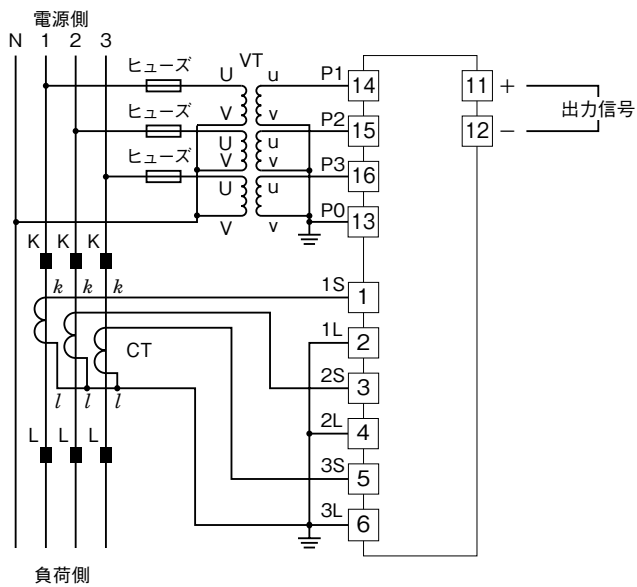 電源側
N 1 2 3
ヒューズ U VT u P1 14 11 +
出力信号
V v
ヒューズ U u P2 15 12 −
V v
ヒューズ U u P3 16
V v P0 13
K K K
k k k 1S 1
1L 2
CT
2S 3
l l l
2L 4
L L L
3S 5
3L 6
負荷側